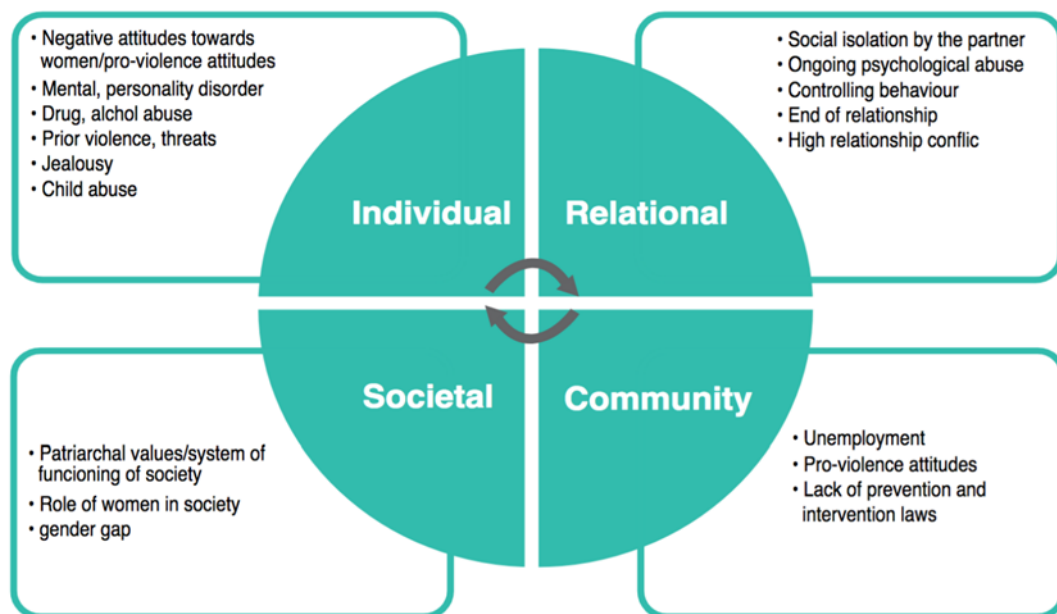 • Negative attitudes towards
women/pro-violence attitudes
• Mental, personality disorder
• Drug, alchol abuse
• Prior violence, threats
• Jealousy
• Child abuse
Individual
• Social isolation by the partner
• Ongoing psychological abuse
• Controlling behaviour
• End of relationship
• High relationship conflic
Relational
• Patriarchal values/system of
funcioning of society
• Role of women in society
• gender gap
Societal
Community
• Unemployment
• Pro-violence attitudes
• Lack of prevention and
intervention laws